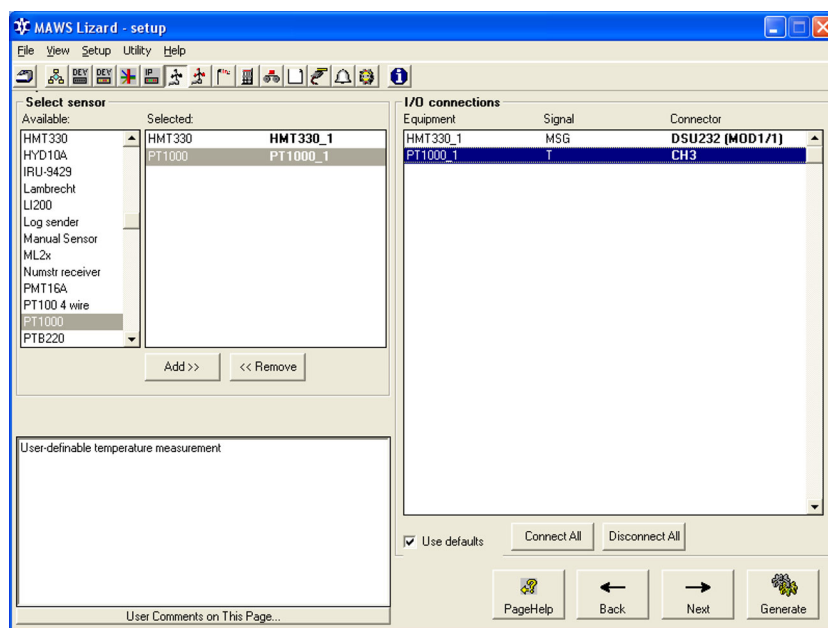 MAWS Lizard - setup
File View Setup Utility Help
DEV DEV IP
Select sensor
Available: Selected:
HMT330
HYD10A
IRU-9429
Lambrecht
LI200
Log sender
Manual Sensor
ML2x
Numstr receiver
PMT16A
PT100 4 wire
PT1000
PTB220
HMT330 HMT330_1
PT1000 PT1000_1
Add >> << Remove
User-definable temperature measurement
User Comments on This Page...
I/O connections
Equipment Signal Connector
HMT330_1 MSG DSU232 (MOD1/1)
PT1000_1 T CH3
Use defaults Connect All Disconnect All
PageHelp Back Next Generate